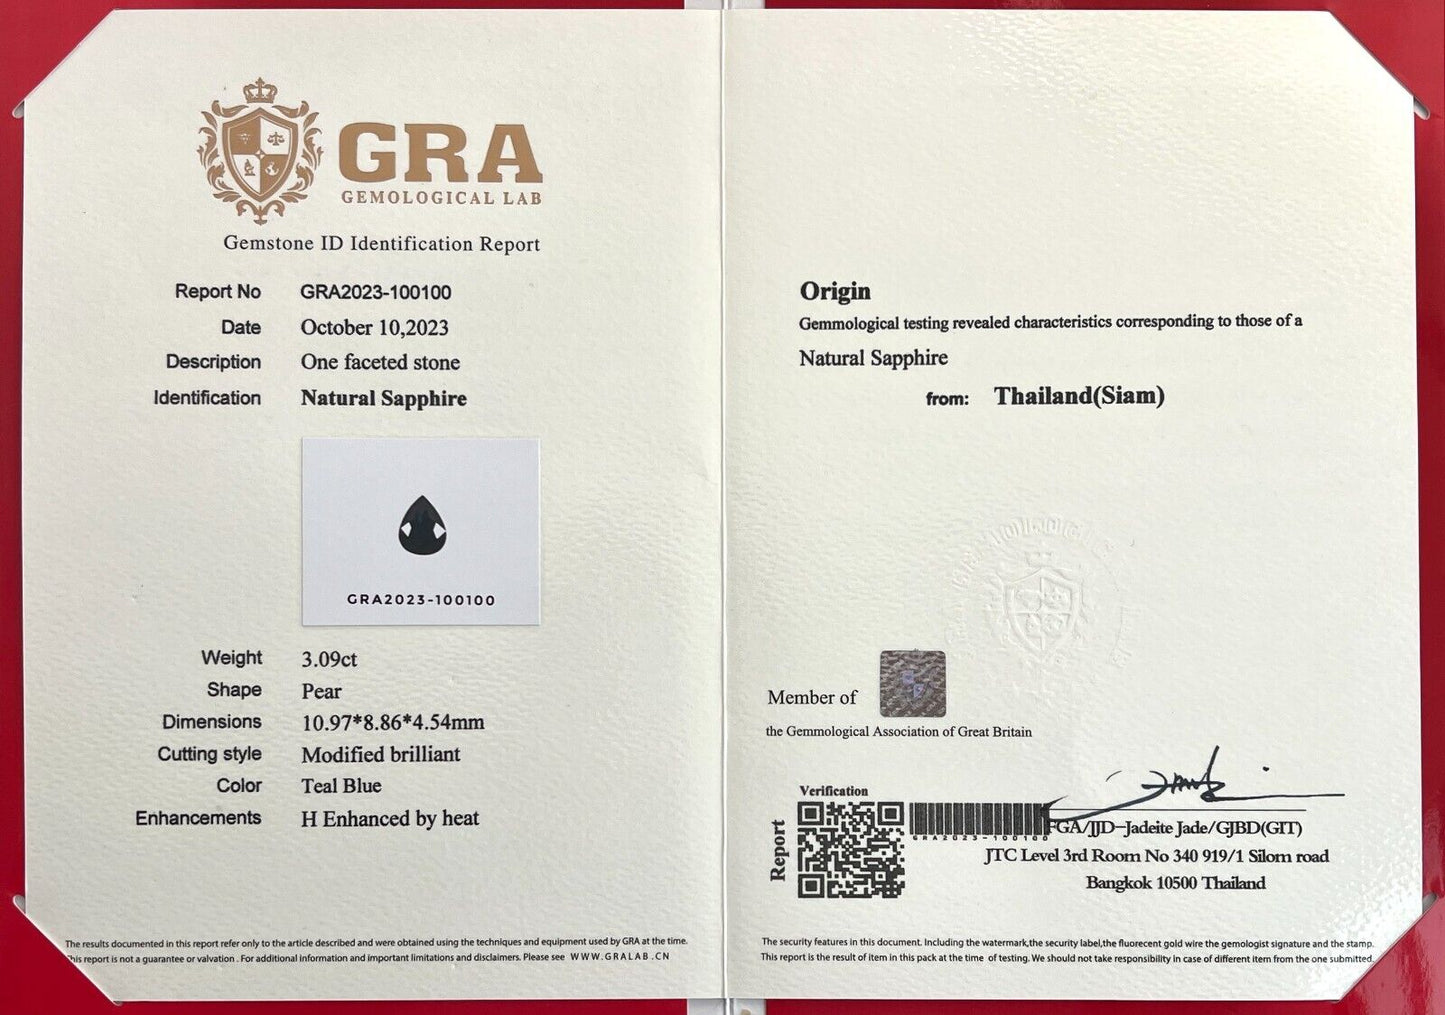 GRA
GEMOLOGICAL LAB
Gemstone ID Identification Report
Report No GRA2023-100100
Date October 10,2023
Description One faceted stone
Identification Natural Sapphire
GRA2023-100100
Weight 3.09ct
Shape Pear
Dimensions 10.97*8.86*4.54mm
Cutting style Modified brilliant
Color Teal Blue
Enhancements H Enhanced by heat
The results documented in this report refer only to the article described and were obtained using the techniques and equipment used by GRA at the time.
This report is not a guarantee or valvation . For additional information and important limitations and disclaimers. Please see WWW.GRALAB.CN
Origin
Gemmological testing revealed characteristics corresponding to those of a
Natural Sapphire
from: Thailand(Siam)
Member of
the Gemmological Association of Great Britain
Verification
Report
GRA2023-100100
FGA/JJD-Jadeite Jade/GJBD(GIT)
JTC Level 3rd Room No 340 919/1 Silom road
Bangkok 10500 Thailand
The security features in this document. Including the watermark,the security label,the fluorecent gold wire the gemologist signature and the stamp.
This report is the result of item in this pack at the time of testing. We should not take responsibility in case of different item from the one submitted.